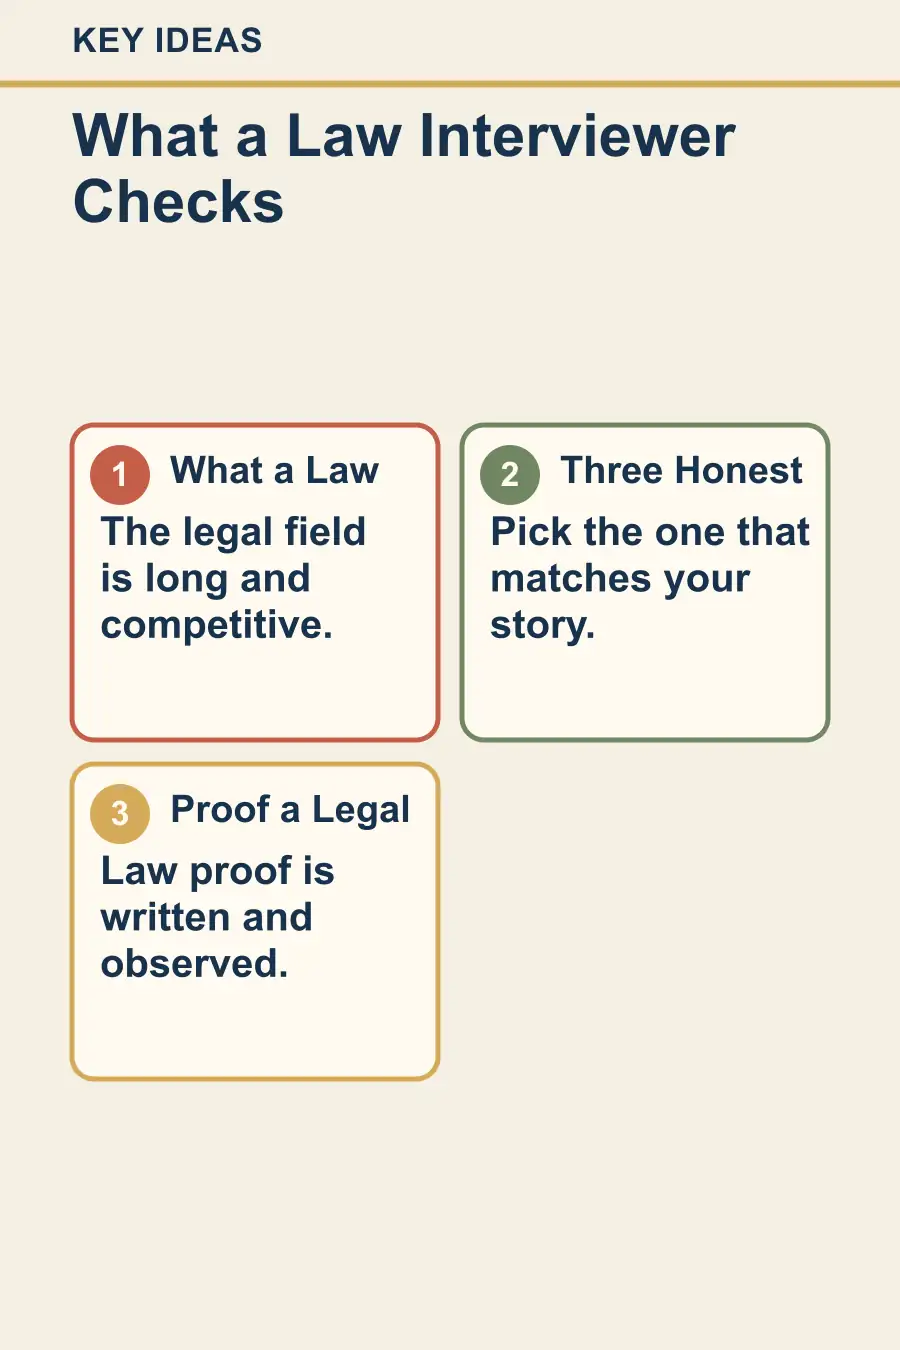 KEY IDEAS
What a Law Interviewer
Checks
1 What a Law
The legal field
is long and
competitive.
2 Three Honest
Pick the one that
matches your
story.
3 Proof a Legal
Law proof is
written and
observed.